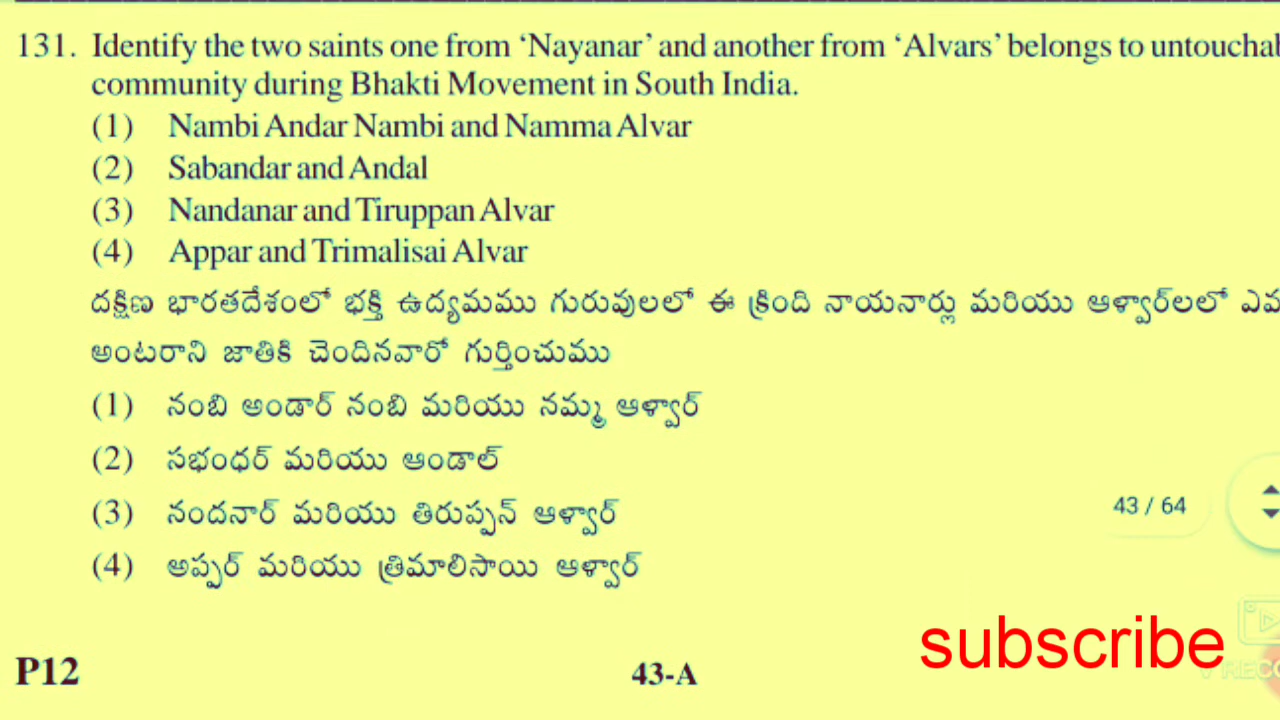 131. Identify the two saints one from ‘Nayanar’ and another from ‘Alvars’ belongs to
community during Bhakti Movement in South India.
(1) Nambi Andar Nambi and Namma Alvar
(2) Sabandar and Andal
(3) Nandanar and Tiruppan Alvar
(4) Appar and Trimalisai Alvar
దక్షిణ భారతదేశంలో భక్తి ఉద్యమము గురువులలో ఈ క్రింది నాయనార్లు మరియు ఆళ్వార్‌లలో
అంటరాని జాతికి చెందినవారో గుర్తించుము
(1) నంబి అండార్ నంబి మరియు నమ్మ ఆళ్వార్
(2) సభంధర్ మరియు ఆండాల్
(3) నందనార్ మరియు తిరుప్పన్ ఆళ్వార్
43 / 64
(4) అప్పర్ మరియు త్రిమాలిసాయి ఆళ్వార్
subscribe
P12 43-A